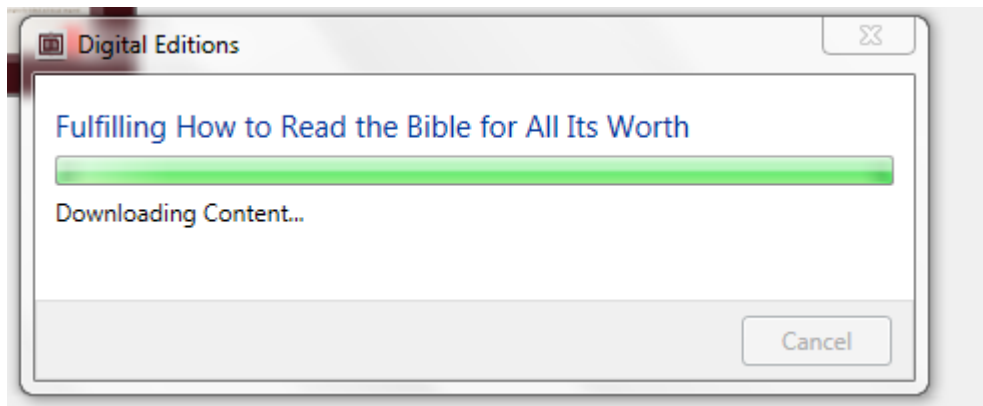 Digital Editions
Fulfilling How to Read the Bible for All Its Worth
Downloading Content...
Cancel